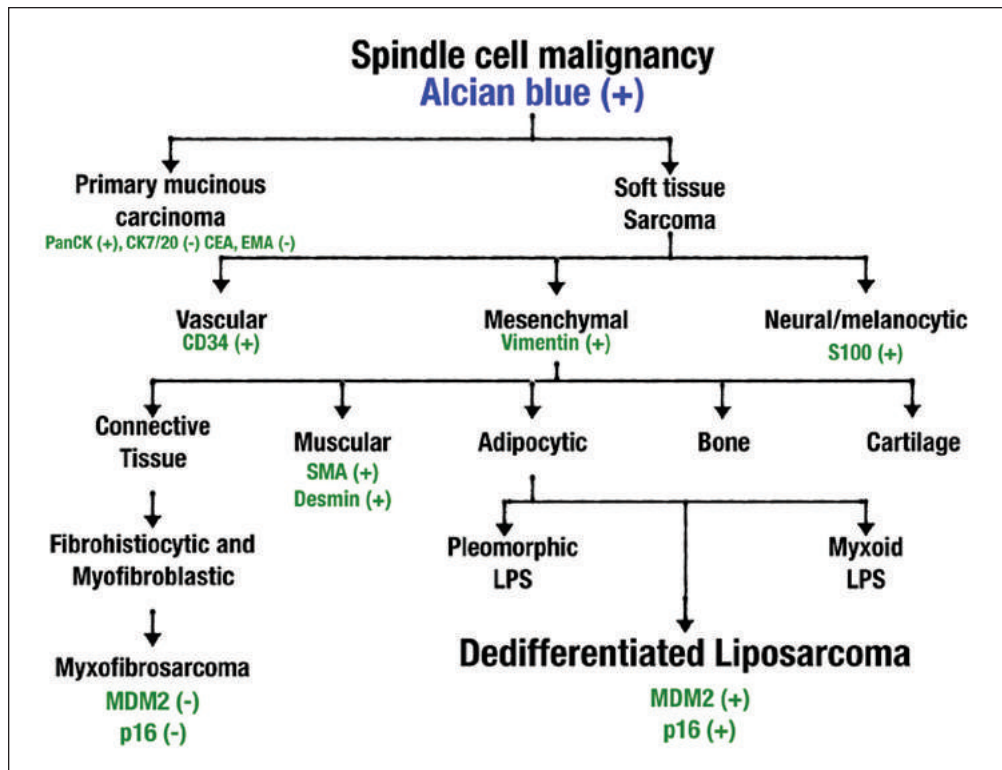 Spindle cell malignancy
Alcian blue (+)
Primary mucinous
carcinoma
PanCK (+), CK7/20 (-) CEA, EMA (-)
Soft tissue
Sarcoma
Vascular
CD34 (+)
Mesenchymal
Vimentin (+)
Neural/melanocytic
S100 (+)
Connective
Tissue
Muscular
SMA (+)
Desmin (+)
Adipocytic
Bone
Cartilage
Fibrohistiocytic and
Myofibroblastic
Pleomorphic
LPS
Myxoid
LPS
Myxofibrosarcoma
MDM2 (-)
p16 (-)
Dedifferentiated Liposarcoma
MDM2 (+)
p16 (+)